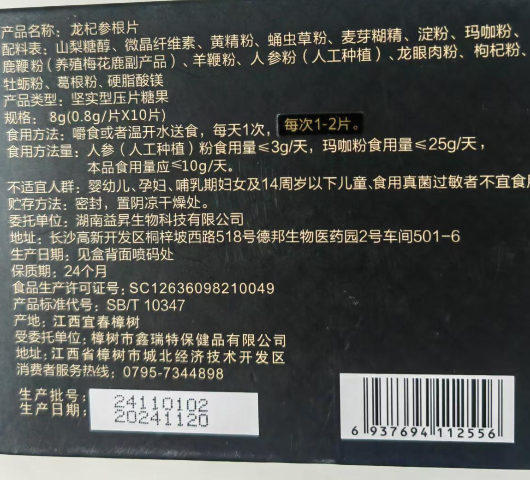 产品名称：龙杞参根片
配料表：山梨糖醇、微晶纤维素、黄精粉、蛹虫草粉、麦芽糊精、淀粉、玛咖粉、
鹿鞭粉（养殖梅花鹿副产品）、羊鞭粉、人参粉（人工种植）、龙眼肉粉、枸杞粉、
牡蛎粉、葛根粉、硬脂酸镁
产品类型：坚实型压片糖果
规格：8g(0.8g/片X10片)
食用方法：嚼食或者温开水送食，每天1次，每次1-2片。
食用方法量：人参（人工种植）粉食用量≤3g/天，玛咖粉食用量≤25g/天，
本品食用量应≤10g/天。
不适宜人群：婴幼儿、孕妇、哺乳期妇女及14周岁以下儿童、食用真菌过敏者不宜食用
贮存方法：密封，置阴凉干燥处。
委托单位：湖南益昇生物科技有限公司
地址：长沙高新开发区桐梓坡西路518号德邦生物医药园2号车间501-6
生产日期：见盒背面喷码处
保质期：24个月
食品生产许可证号：SC12636098210049
产品标准代号：SB/T 10347
产地：江西宜春樟树
受委托单位：樟树市鑫瑞特保健品有限公司
地址：江西省樟树市城北经济技术开发区
消费者服务热线：0795-7344898
生产批号：24110102
生产日期：20241120
6 937694 112556